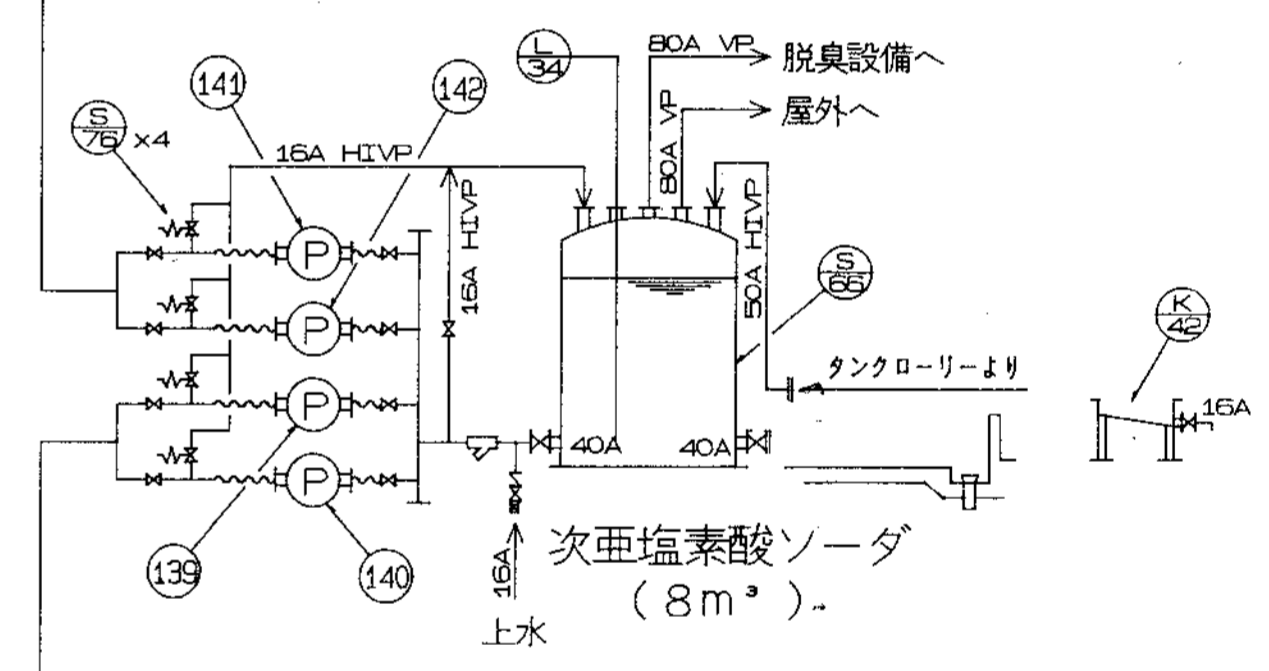 L
34
80A VP
脱臭設備へ
80A VP
屋外へ
141
142
S
76
x4
16A HIVP
16A HIVP
50A HIVP
S
66
K
42
P
P
P
P
タンクローリーより
16A
40A
40A
139
140
16A
上水
次亜塩素酸ソーダ
(8m³)